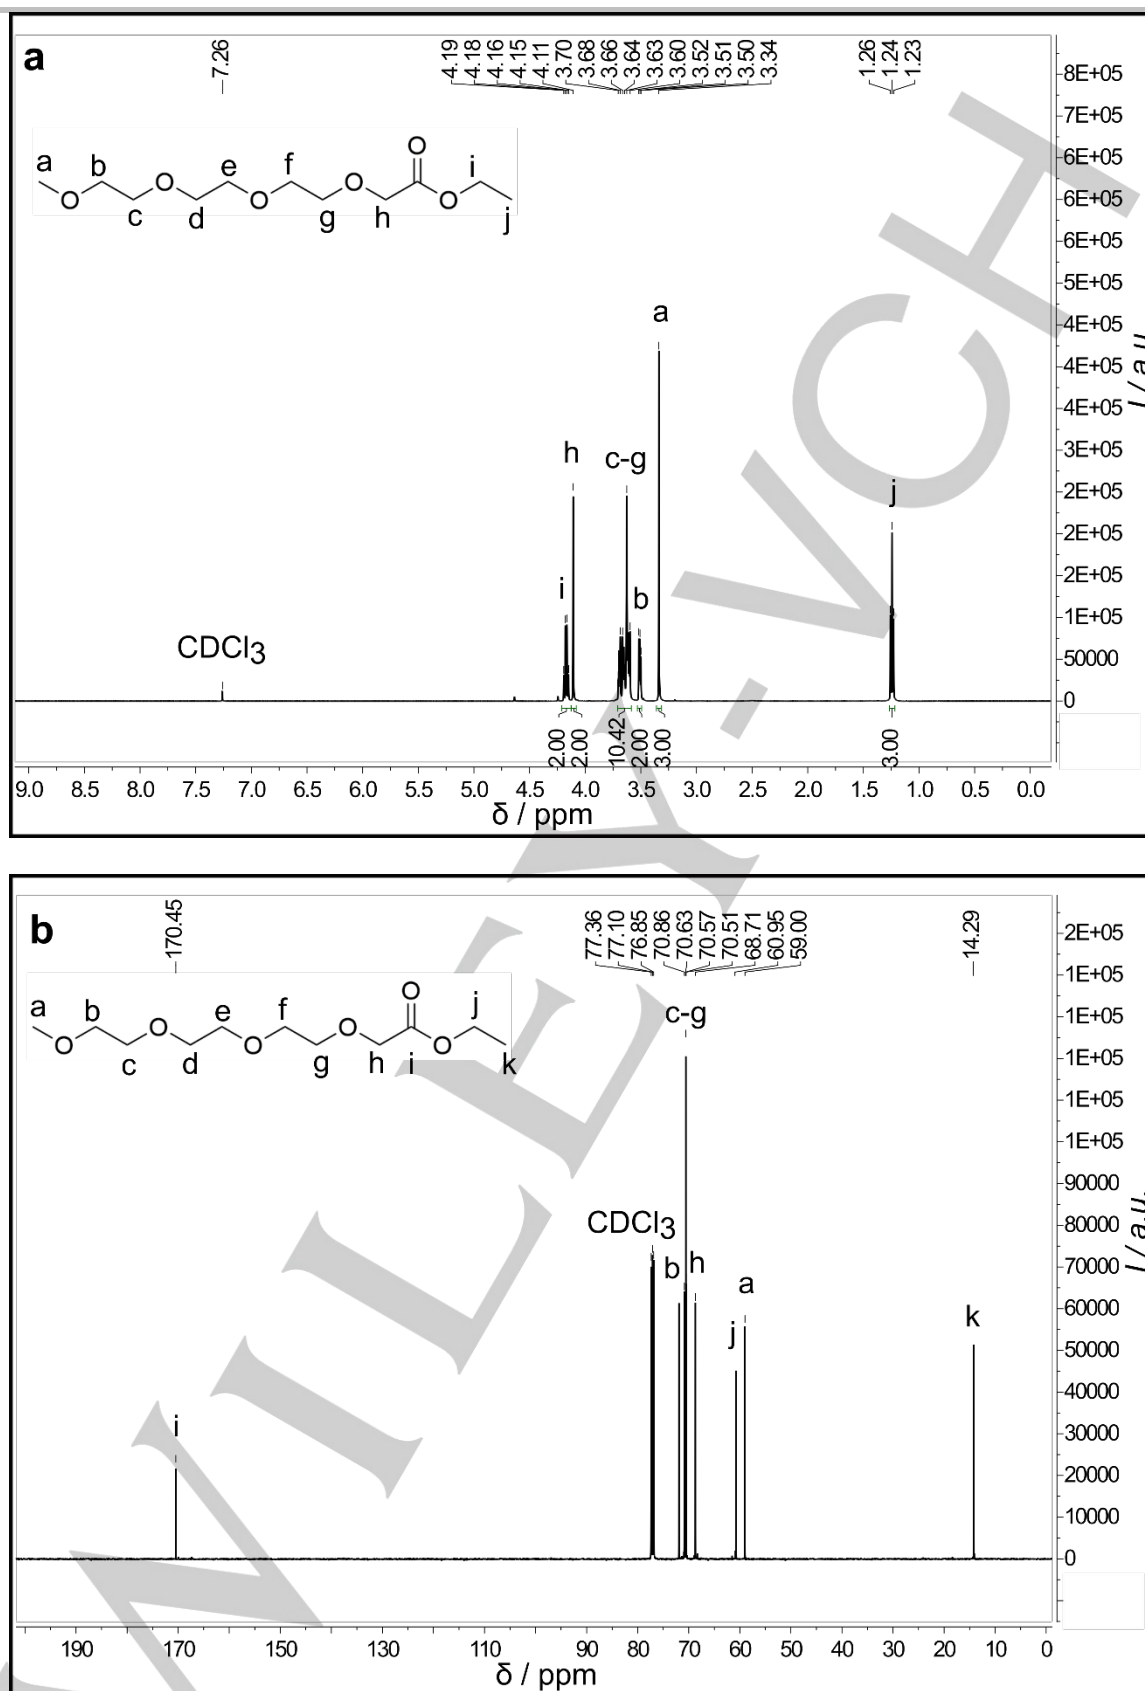 a
7.26
4.19
4.18
4.16
4.15
4.11
3.70
3.68
3.66
3.64
3.63
3.60
3.52
3.51
3.50
3.34
1.26
1.24
1.23
a b c d e f g h i j
O O O O O O
8E+05
7E+05
6E+05
6E+05
6E+05
5E+05
4E+05
4E+05
4E+05
3E+05
2E+05
2E+05
2E+05
1E+05
50000
0
I / a.u.
CDCl3
i
h
c-g
b
a
j
2.00
2.00
10.42
2.00
3.00
3.00
9.0 8.5 8.0 7.5 7.0 6.5 6.0 5.5 5.0 4.5 4.0 3.5 3.0 2.5 2.0 1.5 1.0 0.5 0.0
δ / ppm
b
170.45
77.36
77.10
76.85
70.86
70.63
70.57
70.51
68.71
60.95
59.00
14.29
a b c d e f g h i j k
O O O O O O
2E+05
1E+05
1E+05
1E+05
1E+05
1E+05
90000
80000
70000
60000
50000
40000
30000
20000
10000
0
I / a.u.
i
CDCl3
b
c-g
h
j
a
k
190 170 150 130 110 90 80 70 60 50 40 30 20 10 0
δ / ppm
WILEY-VCH